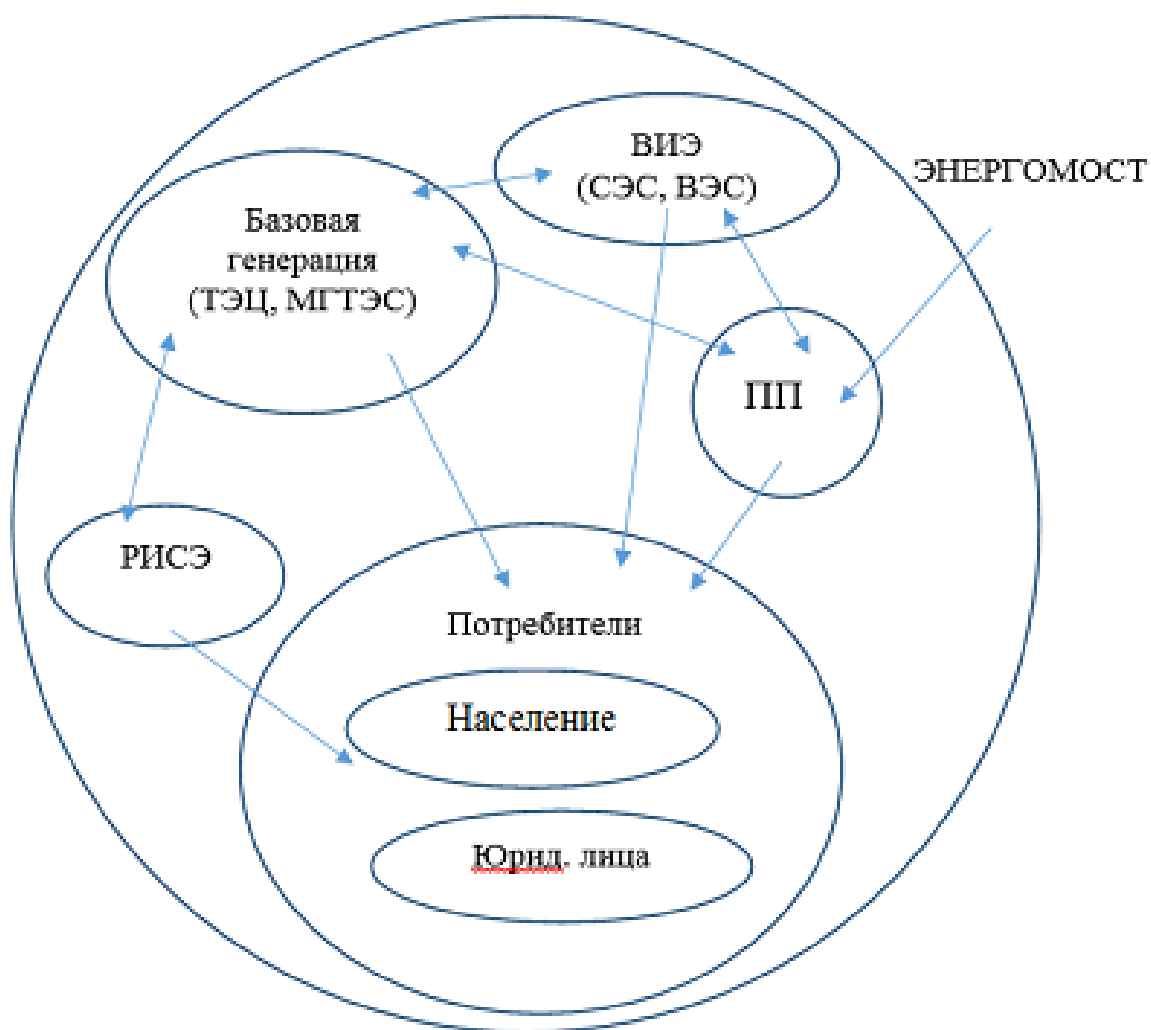 ВИЭ
(СЭС, ВЭС)
ЭНЕРГОМОСТ
Базовая
генерация
(ТЭЦ, МГТЭС)
ПП
РИСЭ
Потребители
Население
Юрид. лица